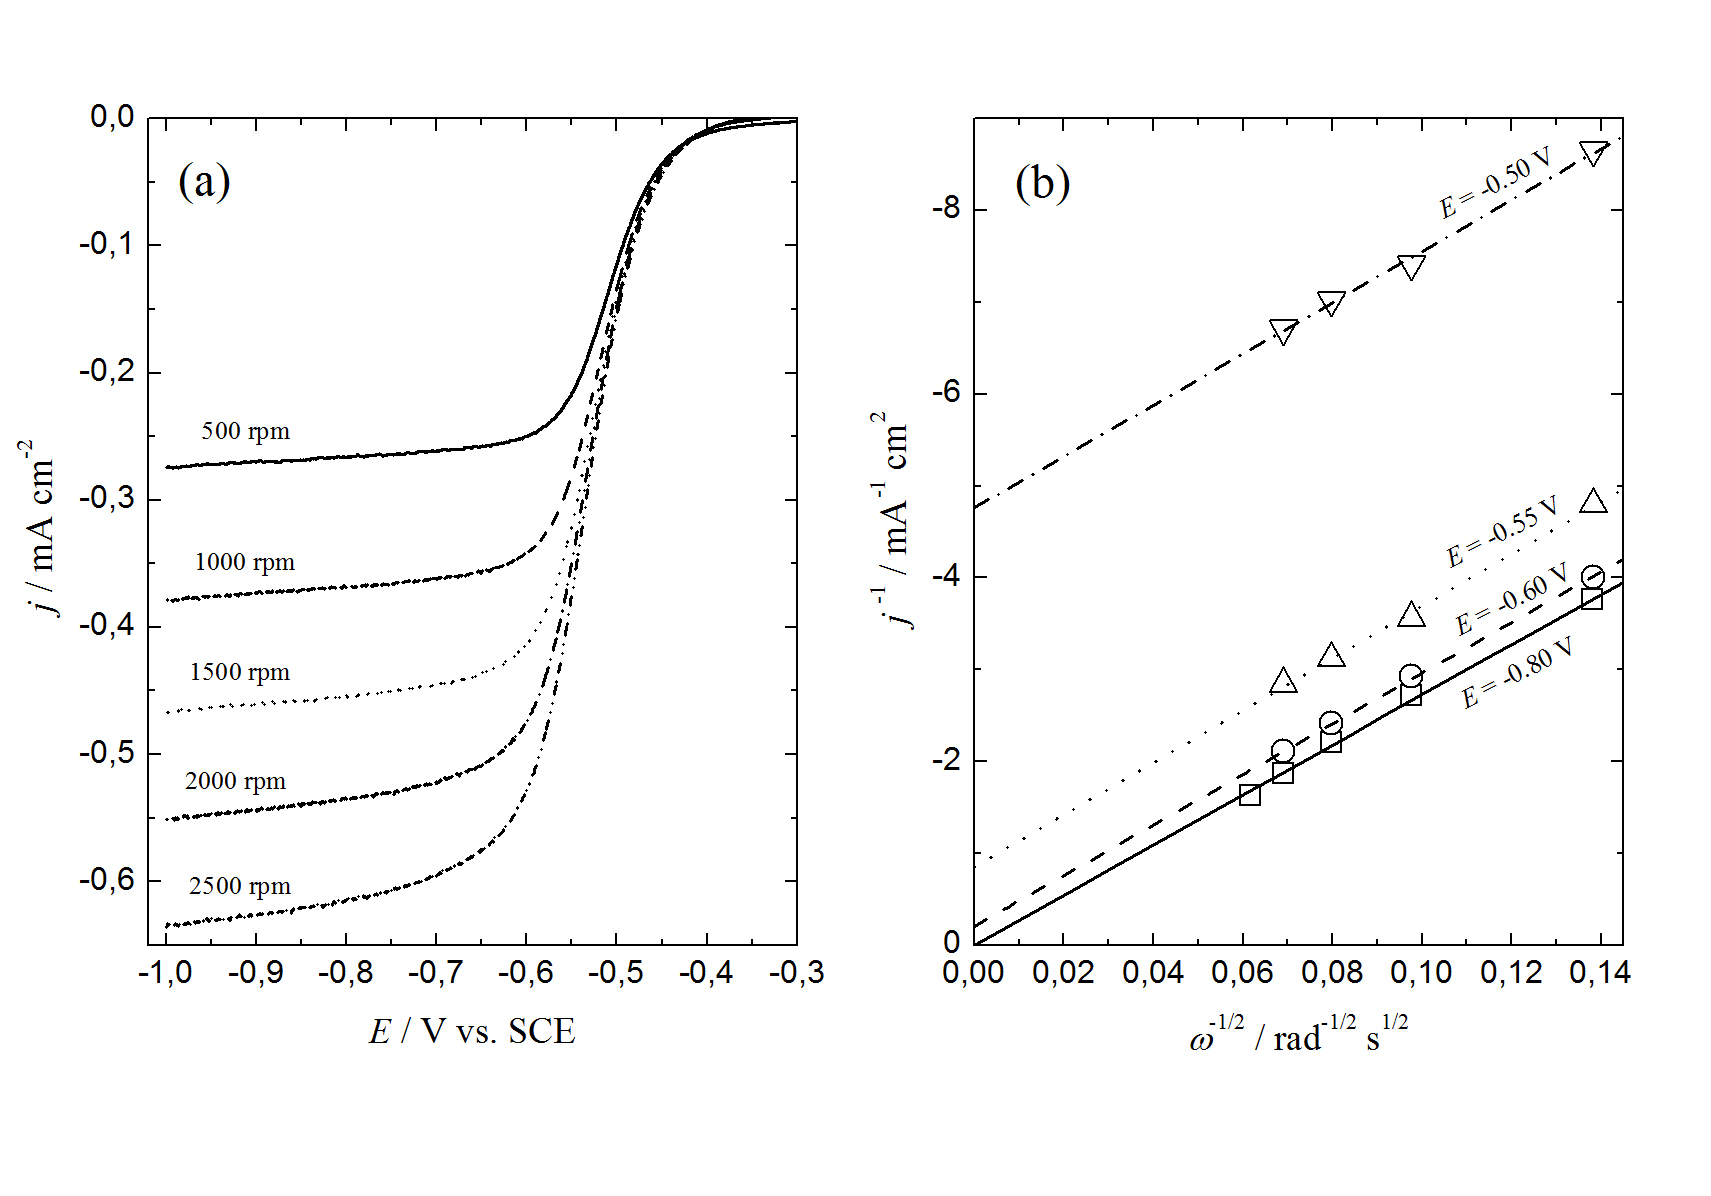 (a)
0,0
-0,1
-0,2
-0,3
-0,4
-0,5
-0,6
500 rpm
1000 rpm
1500 rpm
2000 rpm
2500 rpm
j / mA cm-2
-1,0 -0,9 -0,8 -0,7 -0,6 -0,5 -0,4 -0,3
E / V vs. SCE
(b)
-8
-6
-4
-2
0
E = -0.50 V
E = -0.55 V
E = -0.60 V
E = -0.80 V
j-1 / mA-1 cm2
0,00 0,02 0,04 0,06 0,08 0,10 0,12 0,14
ω-1/2 / rad-1/2 s1/2